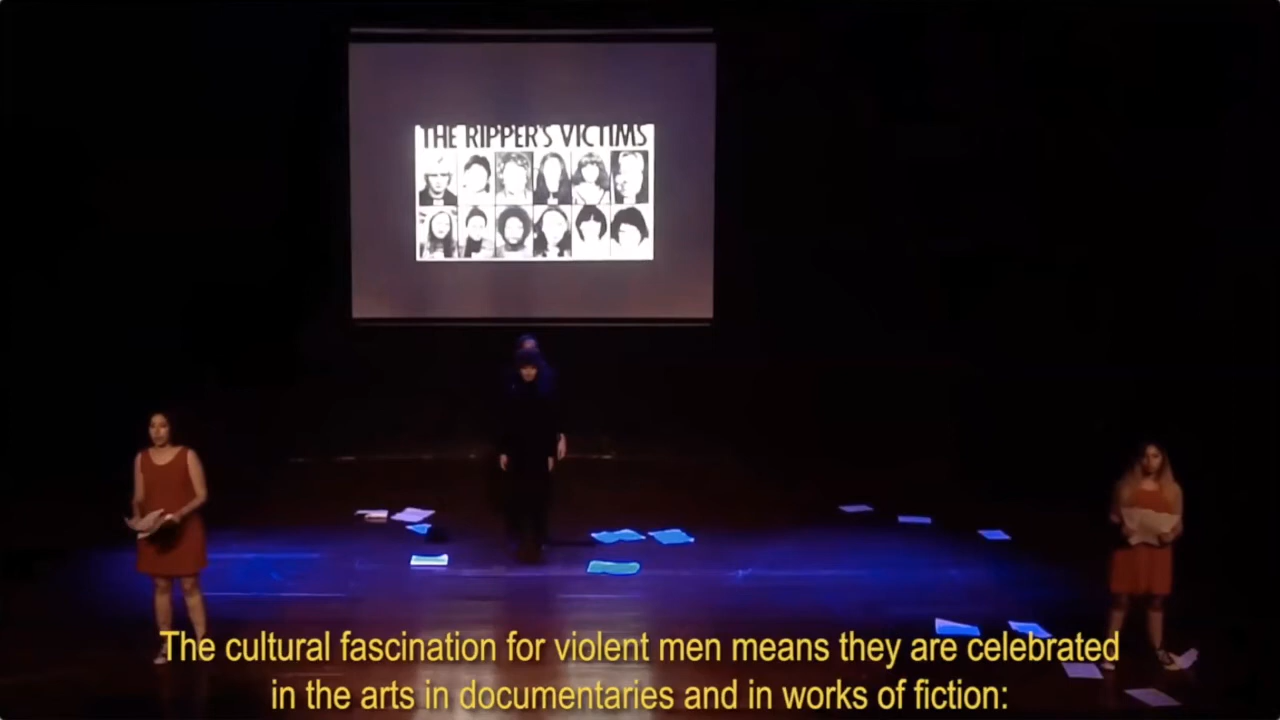 THE RIPPER'S VICTIMS
The cultural fascination for violent men means they are celebrated
in the arts in documentaries and in works of fiction: